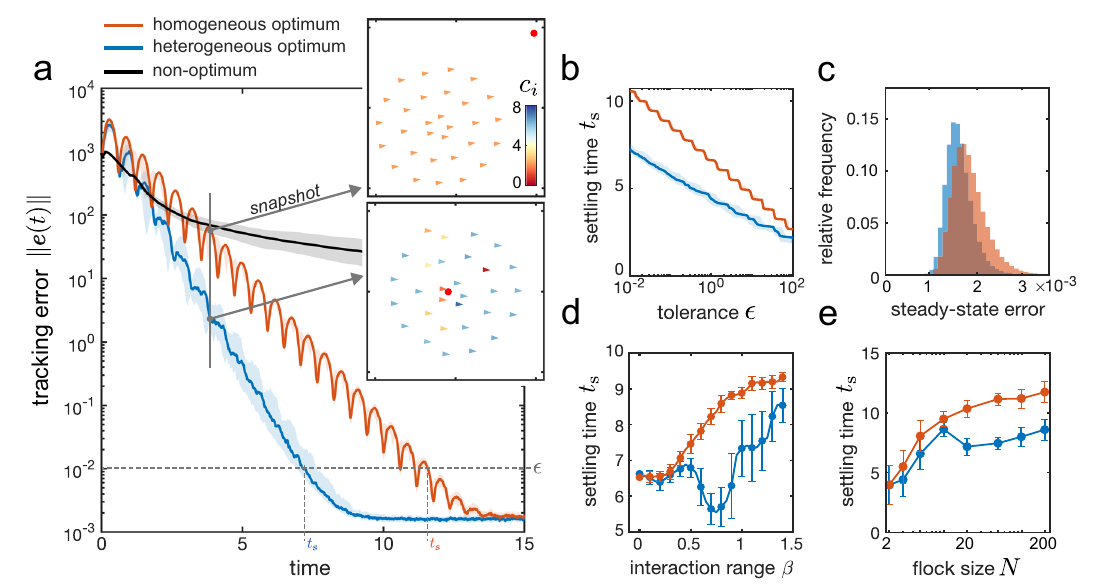 homogeneous optimum
heterogeneous optimum
non-optimum
a
tracking error ||e(t)||
10^4
10^3
10^2
10^1
10^0
10^-1
10^-2
10^-3
0
5
10
15
time
snapshot
ϵ
t_s
t_s
c_i
8
4
0
b
settling time t_s
10
5
0
10^-2
10^0
10^2
tolerance ϵ
c
relative frequency
0.15
0.10
0.05
0
0
1
2
3
×10^-3
steady-state error
d
settling time t_s
9
8
7
6
5
0
0.5
1.0
1.5
interaction range β
e
settling time t_s
15
10
5
0
2
20
200
flock size N